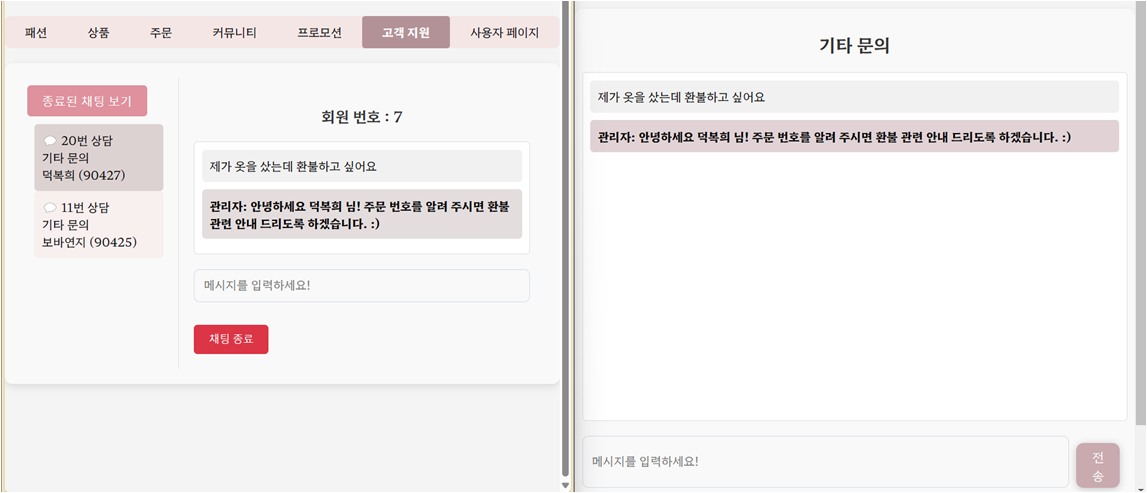 패션 상품 주문 커뮤니티 프로모션 고객 지원 사용자 페이지
종료된 채팅 보기
20번 상담
기타 문의
덕복희 (90427)
11번 상담
기타 문의
보바연지 (90425)
회원 번호 : 7
제가 옷을 샀는데 환불하고 싶어요
관리자: 안녕하세요 덕복희 님! 주문 번호를 알려 주시면 환불
관련 안내 드리도록 하겠습니다. :)
메시지를 입력하세요!
채팅 종료
기타 문의
제가 옷을 샀는데 환불하고 싶어요
관리자: 안녕하세요 덕복희 님! 주문 번호를 알려 주시면 환불 관련 안내 드리도록 하겠습니다. :)
메시지를 입력하세요!
전
송